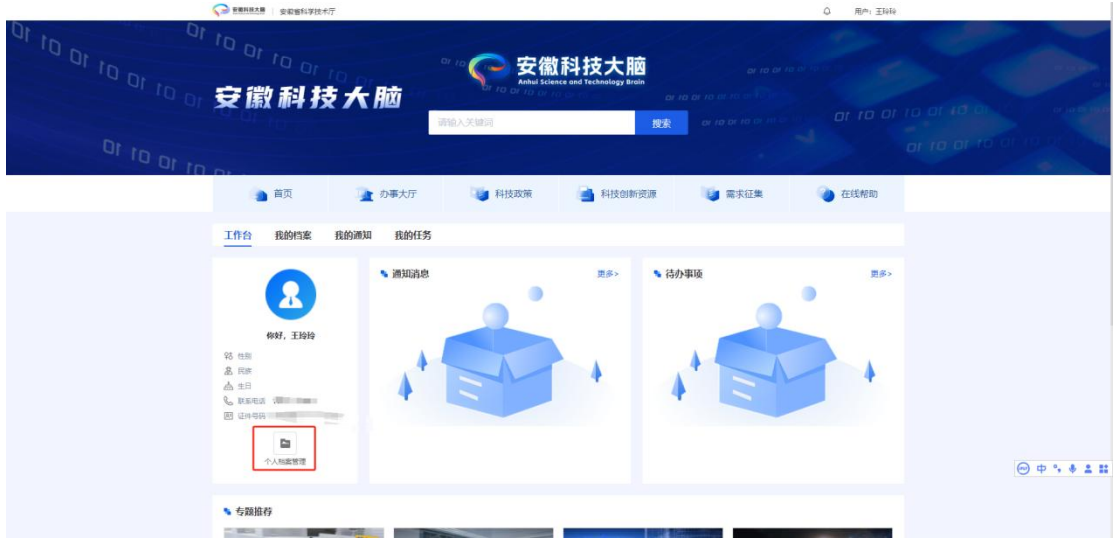 安徽科技大脑 安徽省科学技术厅 用户：王玲玲
安徽科技大脑
Anhui Science and Technology Brain
安徽科技大脑
请输入关键词 搜索
首页 办事大厅 科技政策 科技创新资源 需求征集 在线帮助
工作台 我的档案 我的通知 我的任务
通知消息 更多>
待办事项 更多>
你好，王玲玲
性别
民族
生日
联系电话
证件号码
个人档案管理
中
专题推荐